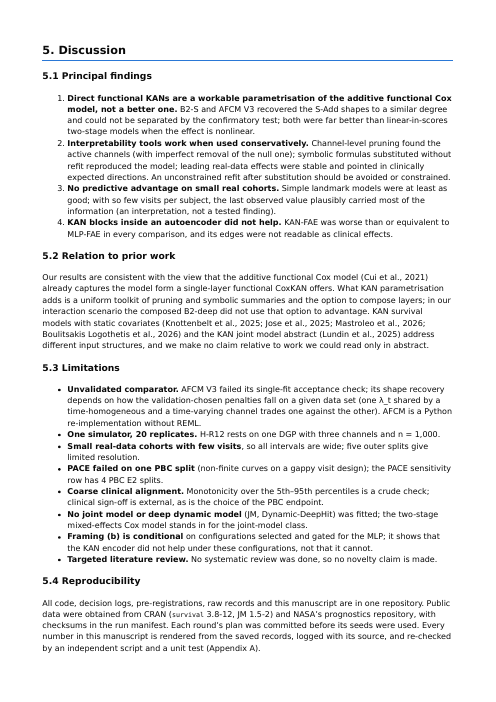 5. Discussion
5.1 Principal findings
1. Direct functional KANs are a workable parametrisation of the additive functional Cox
model, not a better one. B2-S and AFCM V3 recovered the S-Add shapes to a similar degree
and could not be separated by the confirmatory test; both were far better than linear-in-scores
two-stage models when the effect is nonlinear.
2. Interpretability tools work when used conservatively. Channel-level pruning found
the active channels (with imperfect removal of the null one); symbolic formulas substituted without
refit reproduced the model; leading real-data effects were stable and pointed in clinically
expected directions. An unconstrained refit after substitution should be avoided or constrained.
3. No predictive advantage on small real cohorts. Simple landmark models were at least as
good; with so few visits per subject, the last observed value plausibly carried most of the
information (an interpretation, not a tested finding).
4. KAN blocks inside an autoencoder did not help. KAN-FAE was worse than or equivalent to
MLP-FAE in every comparison, and its edges were not readable as clinical effects.
5.2 Relation to prior work
Our results are consistent with the view that the additive functional Cox model (Cui et al., 2021)
already captures the model form a single-layer functional CoxKAN offers. What KAN parametrisation
adds is a uniform toolkit of pruning and symbolic summaries and the option to compose layers; in our
interaction scenario the composed B2-deep did not use that option to advantage. KAN survival
models with static covariates (Knottenbelt et al., 2025; Jose et al., 2025; Mastroleo et al., 2026;
Boulitsakis Logothetis et al., 2026) and the KAN joint model abstract (Lundin et al., 2025) address
different input structures, and we make no claim relative to work we could read only in abstract.
5.3 Limitations
• Unvalidated comparator. AFCM V3 failed its single-fit acceptance check; its shape recovery
depends on how the validation-chosen penalties fall on a given data set (one λ_t shared by a
time-homogeneous and a time-varying channel trades one against the other). AFCM is a Python
re-implementation without REML.
• One simulator, 20 replicates. H-R12 rests on one DGP with three channels and n = 1,000.
• Small real-data cohorts with few visits, so all intervals are wide; five outer splits give
limited resolution.
• PACE failed on one PBC split (non-finite curves on a gappy visit design); the PACE sensitivity
row has 4 PBC E2 splits.
• Coarse clinical alignment. Monotonicity over the 5th–95th percentiles is a crude check;
clinical sign-off is external, as is the choice of the PBC endpoint.
• No joint model or deep dynamic model (JM, Dynamic-DeepHit) was fitted; the two-stage
mixed-effects Cox model stands in for the joint-model class.
• Framing (b) is conditional on configurations selected and gated for the MLP; it shows that
the KAN encoder did not help under these configurations, not that it cannot.
• Targeted literature review. No systematic review was done, so no novelty claim is made.
5.4 Reproducibility
All code, decision logs, pre-registrations, raw records and this manuscript are in one repository. Public
data were obtained from CRAN (survival 3.8-12, JM 1.5-2) and NASA's prognostics repository, with
checksums in the run manifest. Each round's plan was committed before its seeds were used. Every
number in this manuscript is rendered from the saved records, logged with its source, and re-checked
by an independent script and a unit test (Appendix A).